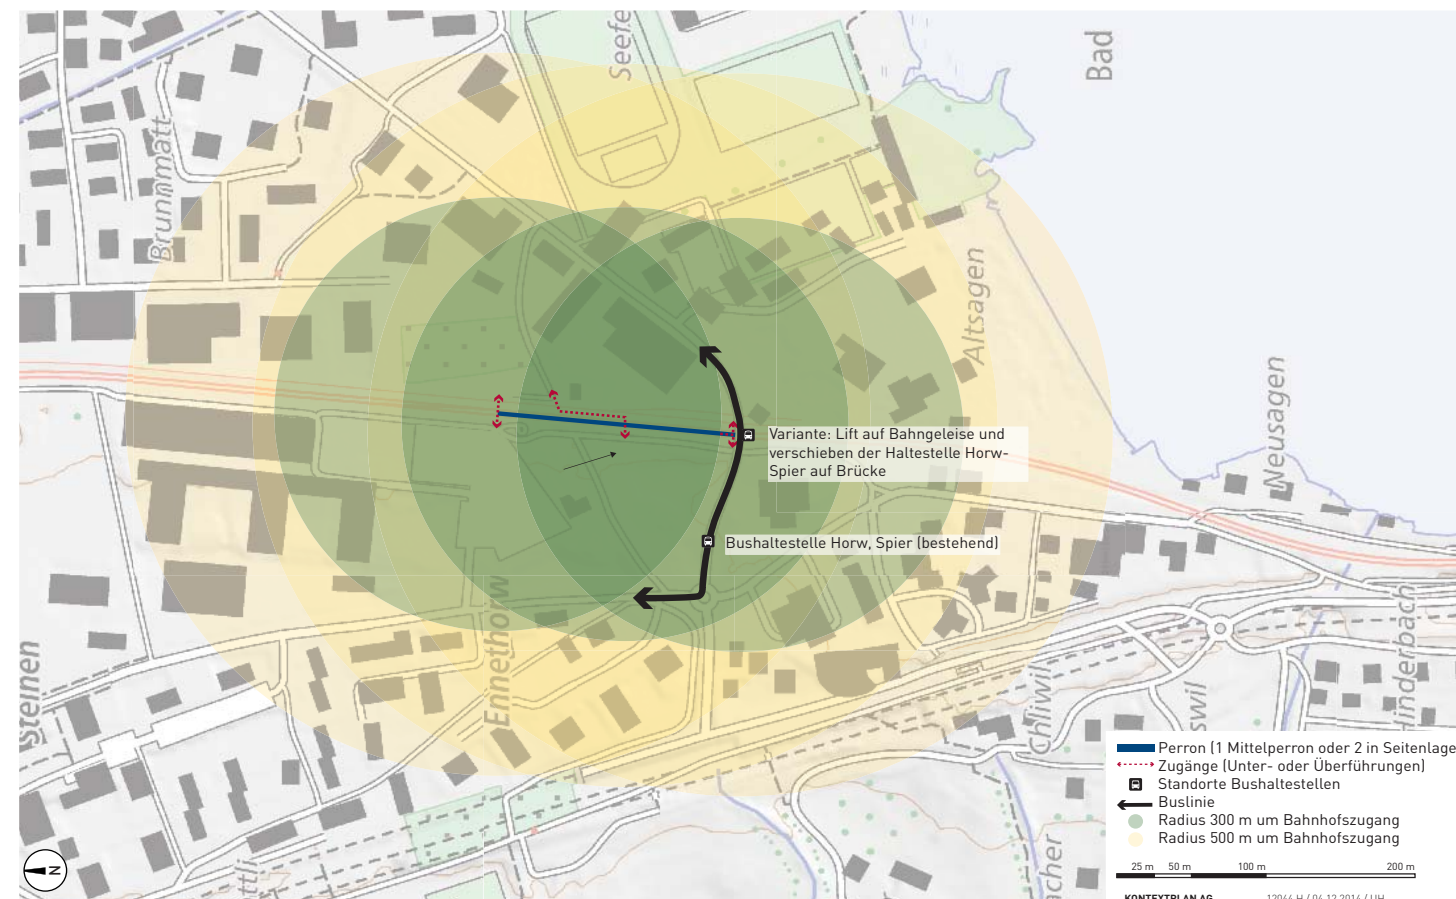 Seefe
Bad
Brunnmatt
Altsagen
Neusagen
Variante: Lift auf Bahngeleise und
verschieben der Haltestelle Horw-
Spier auf Brücke
Bushaltestelle Horw, Spier (bestehend)
Ennethorw
steinen
Chliwil
swil
inderbach
acher
N
Perron (1 Mittelperron oder 2 in Seitenlage
Zugänge (Unter- oder Überführungen)
Standorte Bushaltestellen
Buslinie
Radius 300 m um Bahnhofszugang
Radius 500 m um Bahnhofszugang
25 m 50 m 100 m 200 m
KONTEXTPLAN AG